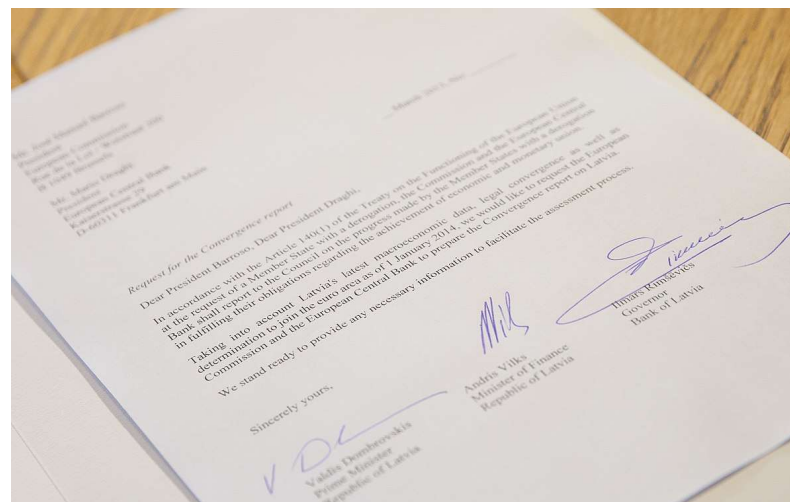 March 2013, No.
Mr. José Manuel Barroso
President
European Commission
Rue de la Loi / Wetstraat 200
B-1049 Brussels
Mr. Mario Draghi
President
European Central Bank
Kaiserstrasse 29
D-60311 Frankfurt am Main
Request for the Convergence report
Dear President Barroso, Dear President Draghi,
In accordance with the Article 140(1) of the Treaty on the Functioning of the European Union
at the request of a Member State with a derogation, the Commission and the European Central
Bank shall report to the Council on the progress made by the Member States with a derogation
in fulfilling their obligations regarding the achievement of economic and monetary union.
Taking into account Latvia's latest macroeconomic data, legal convergence as well as
determination to join the euro area as of 1 January 2014, we would like to request the European
Commission and the European Central Bank to prepare the Convergence report on Latvia.
We stand ready to provide any necessary information to facilitate the assessment process.
Sincerely yours,
Valdis Dombrovskis
Prime Minister
Republic of Latvia
Andris Vilks
Minister of Finance
Republic of Latvia
Ilmārs Rimšēvičs
Governor
Bank of Latvia